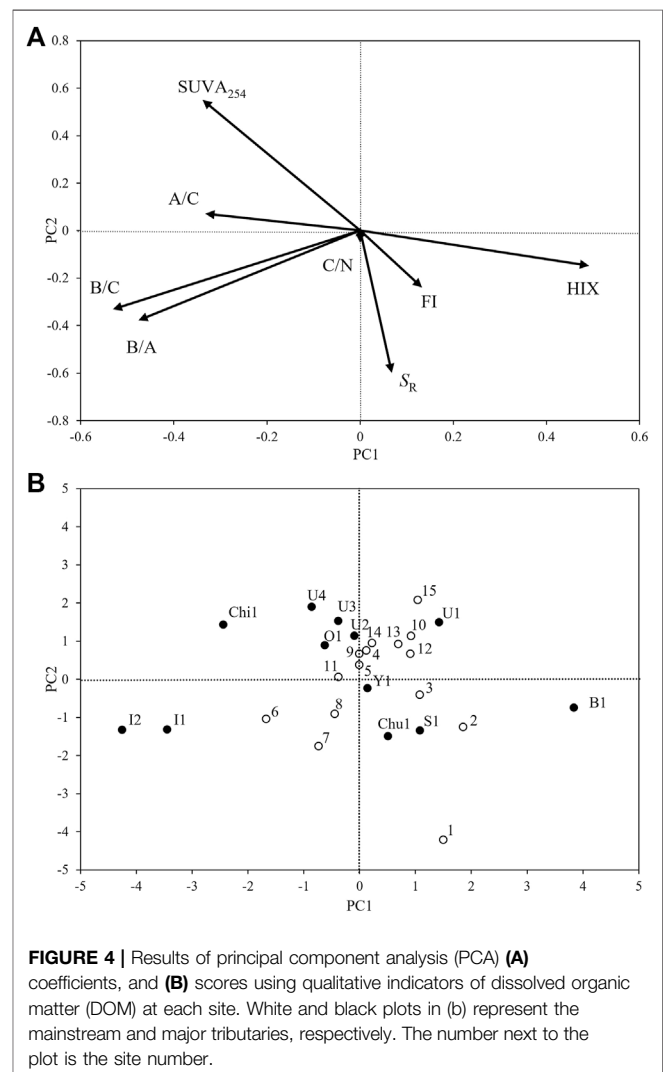 A
0.8
0.6
0.4
0.2
0
-0.2
-0.4
-0.6
-0.8
PC2
SUVA254
A/C
B/C
B/A
C/N
FI
HIX
SR
-0.6 -0.4 -0.2 0 0.2 0.4 0.6
PC1
B
5
4
3
2
1
0
-1
-2
-3
-4
-5
PC2
15
U4
U3
U1
Chi1
U2
14
13
10
O1
9
4
12
11
5
Y1
3
B1
I2
I1
6
8
Chu1
S1
2
7
1
-5 -4 -3 -2 -1 0 1 2 3 4 5
PC1
FIGURE 4 | Results of principal component analysis (PCA) (A)
coefficients, and (B) scores using qualitative indicators of dissolved organic
matter (DOM) at each site. White and black plots in (b) represent the
mainstream and major tributaries, respectively. The number next to the
plot is the site number.